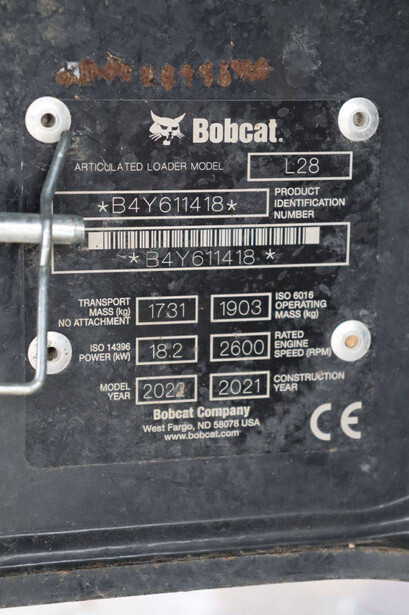 Bobcat.
ARTICULATED LOADER MODEL L28
*B4Y611418* PRODUCT IDENTIFICATION NUMBER
*B4Y611418*
TRANSPORT MASS (kg) NO ATTACHMENT 1731 1903 ISO 6016 OPERATING MASS (kg)
ISO 14396 POWER (kW) 18.2 2600 RATED ENGINE SPEED (RPM)
MODEL YEAR 2022 2021 CONSTRUCTION YEAR
Bobcat Company
West Fargo, ND 58078 USA
www.bobcat.com
CE